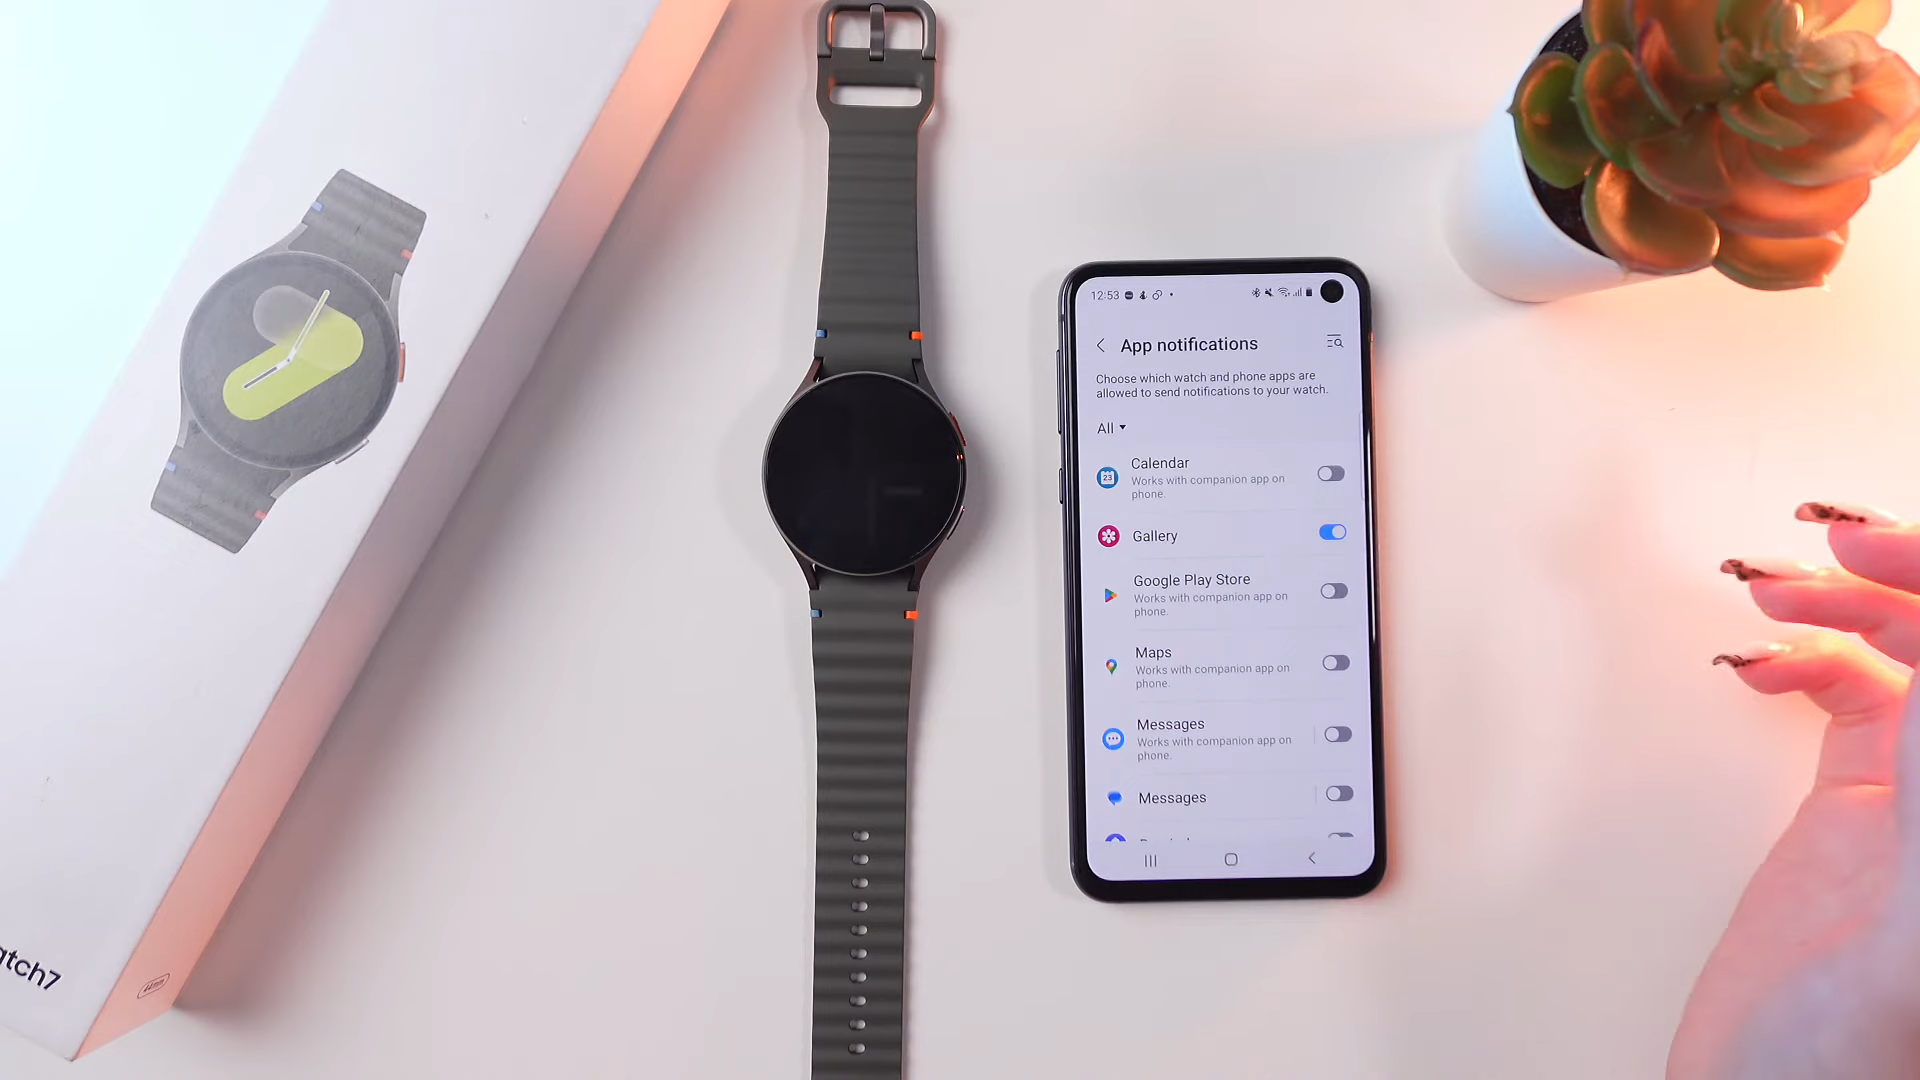 12:53
App notifications
Choose which watch and phone apps are
allowed to send notifications to your watch.
All
Calendar
Works with companion app on
phone.
23
Gallery
Google Play Store
Works with companion app on
phone.
Maps
Works with companion app on
phone.
Messages
Works with companion app on
phone.
Messages
atch7
44mm